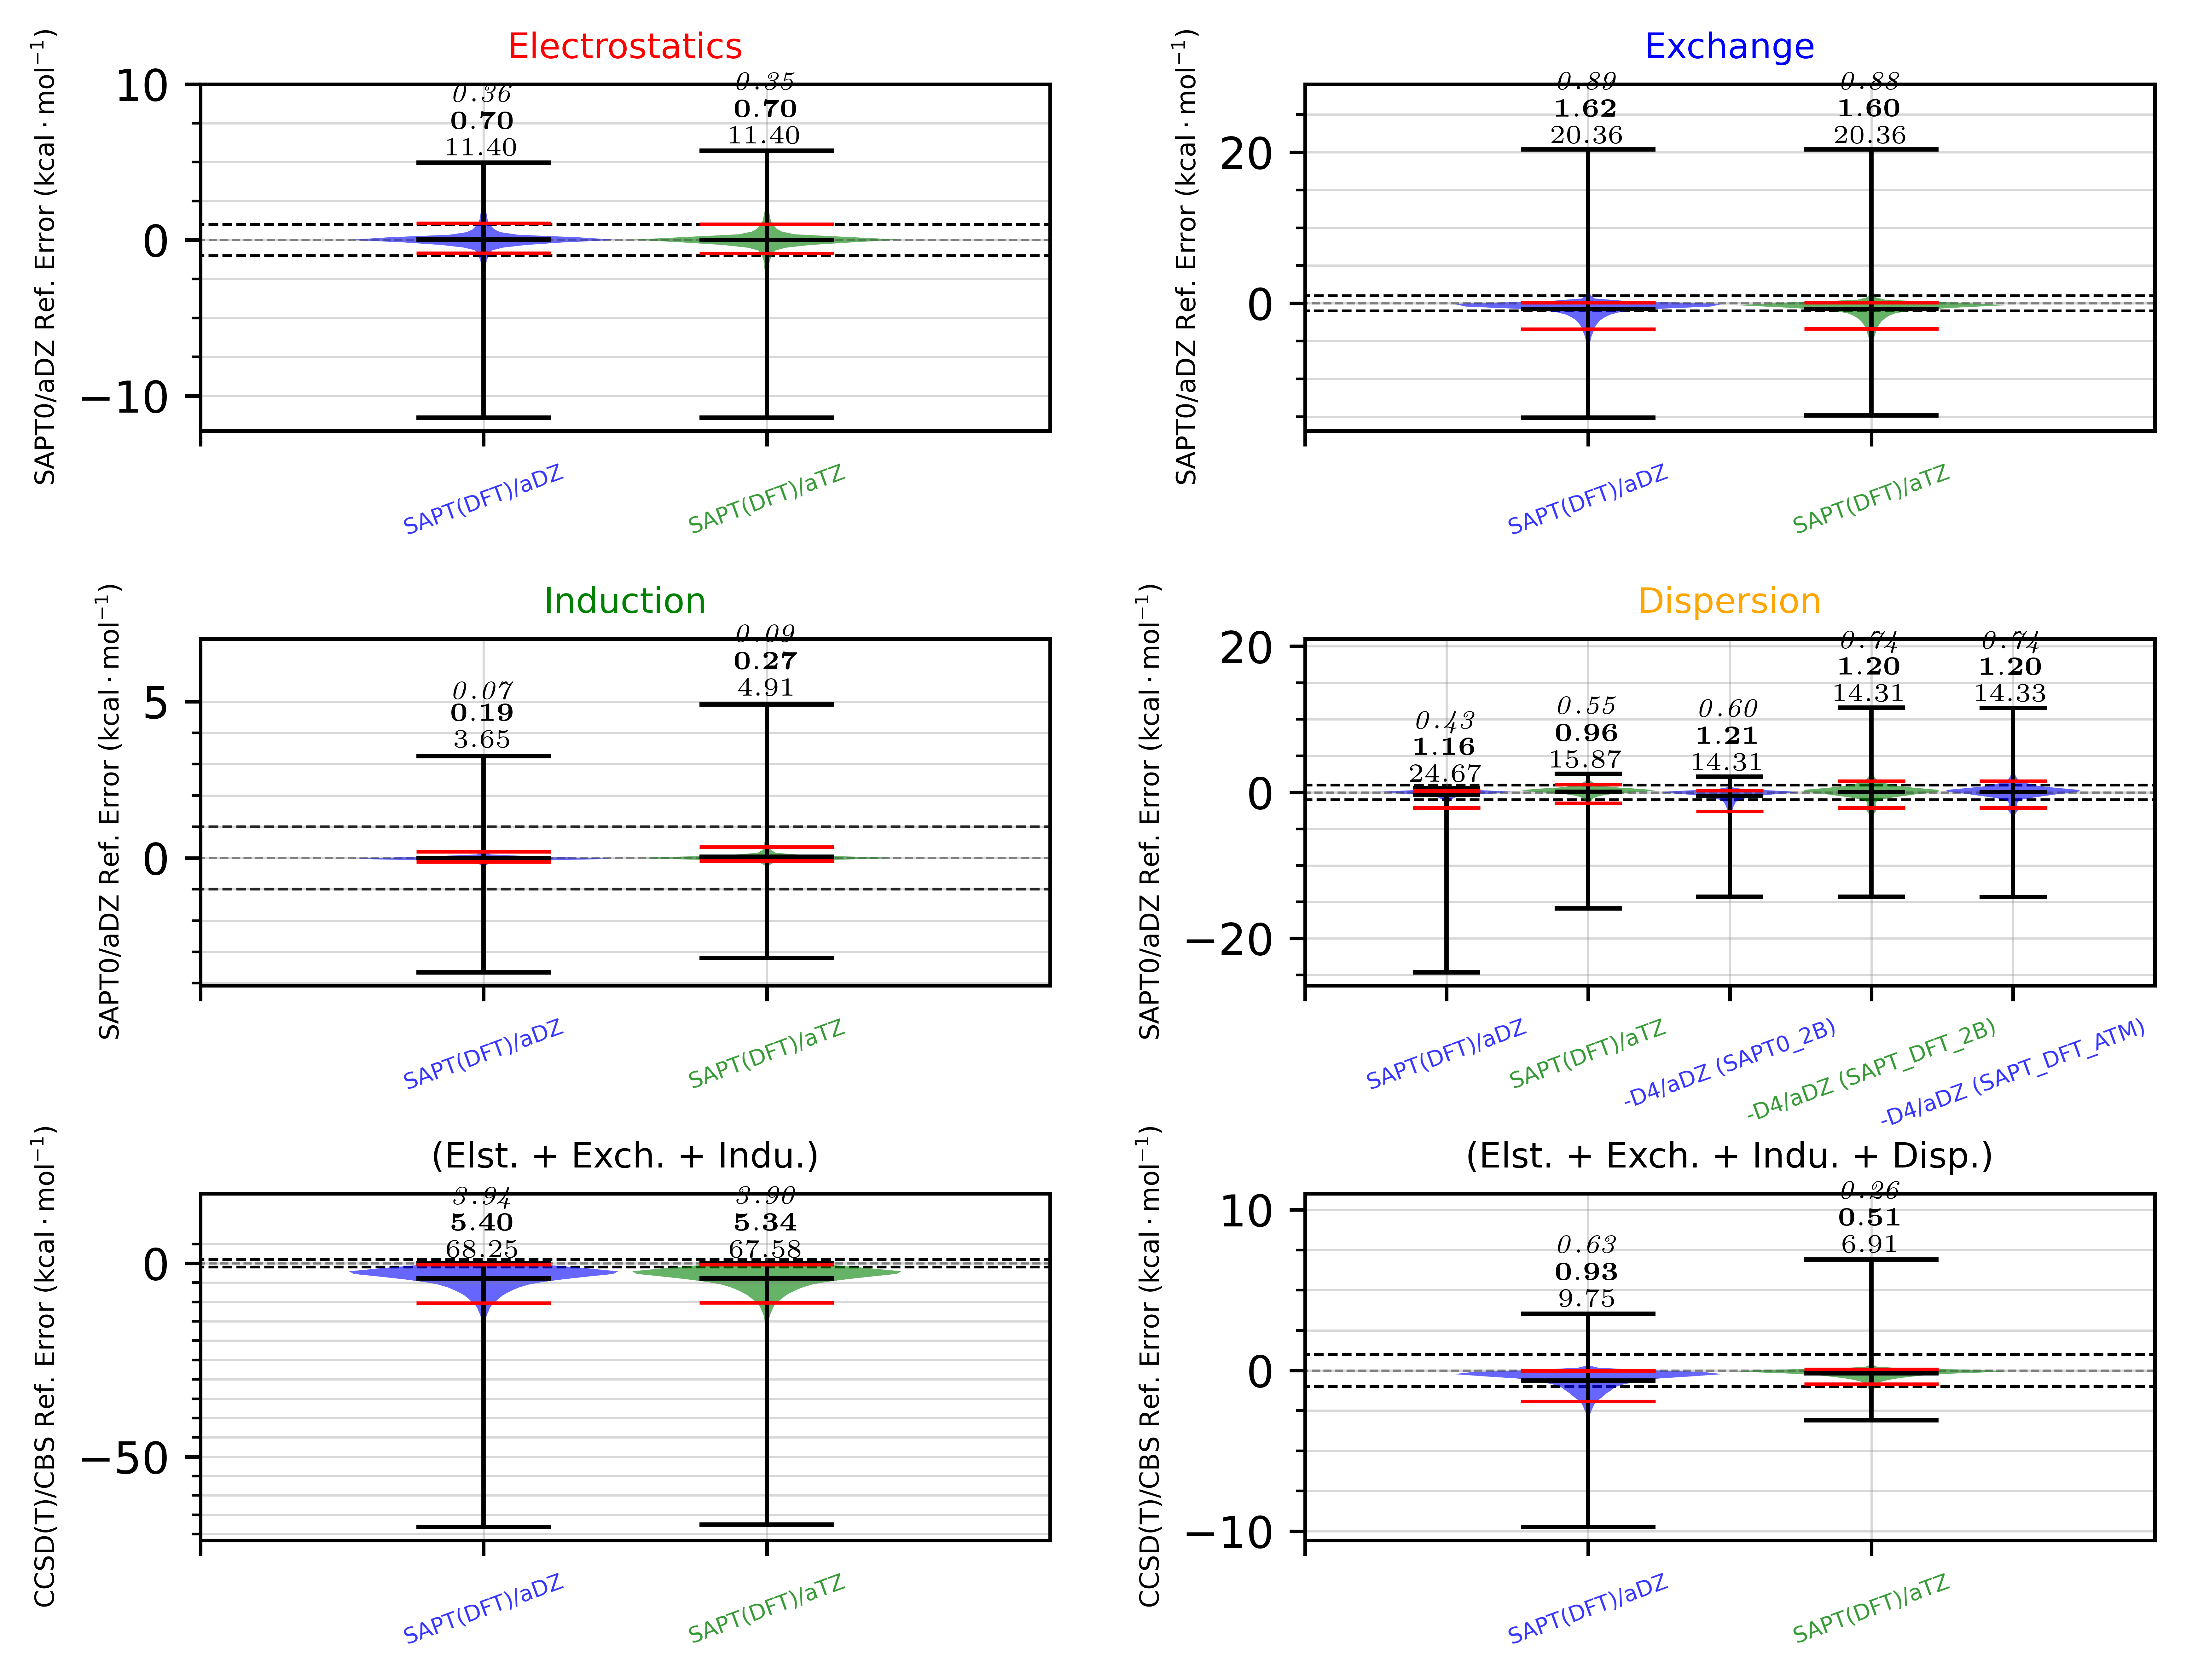 Electrostatics
SAPT0/aDZ Ref. Error (kcal·mol⁻¹)
10
0
−10
0.36
0.70
11.40
0.35
0.70
11.40
SAPT(DFT)/aDZ
SAPT(DFT)/aTZ
Exchange
SAPT0/aDZ Ref. Error (kcal·mol⁻¹)
20
0
0.89
1.62
20.36
0.88
1.60
20.36
SAPT(DFT)/aDZ
SAPT(DFT)/aTZ
Induction
SAPT0/aDZ Ref. Error (kcal·mol⁻¹)
5
0
0.07
0.19
3.65
0.09
0.27
4.91
SAPT(DFT)/aDZ
SAPT(DFT)/aTZ
Dispersion
SAPT0/aDZ Ref. Error (kcal·mol⁻¹)
20
0
−20
0.43
1.16
24.67
0.55
0.96
15.87
0.60
1.21
14.31
0.74
1.20
14.31
0.74
1.20
14.33
SAPT(DFT)/aDZ
SAPT(DFT)/aTZ
-D4/aDZ (SAPT0_2B)
-D4/aDZ (SAPT_DFT_2B)
-D4/aDZ (SAPT_DFT_ATM)
(Elst. + Exch. + Indu.)
CCSD(T)/CBS Ref. Error (kcal·mol⁻¹)
0
−50
3.94
5.40
68.25
3.90
5.34
67.58
SAPT(DFT)/aDZ
SAPT(DFT)/aTZ
(Elst. + Exch. + Indu. + Disp.)
CCSD(T)/CBS Ref. Error (kcal·mol⁻¹)
10
0
−10
0.63
0.93
9.75
0.26
0.51
6.91
SAPT(DFT)/aDZ
SAPT(DFT)/aTZ